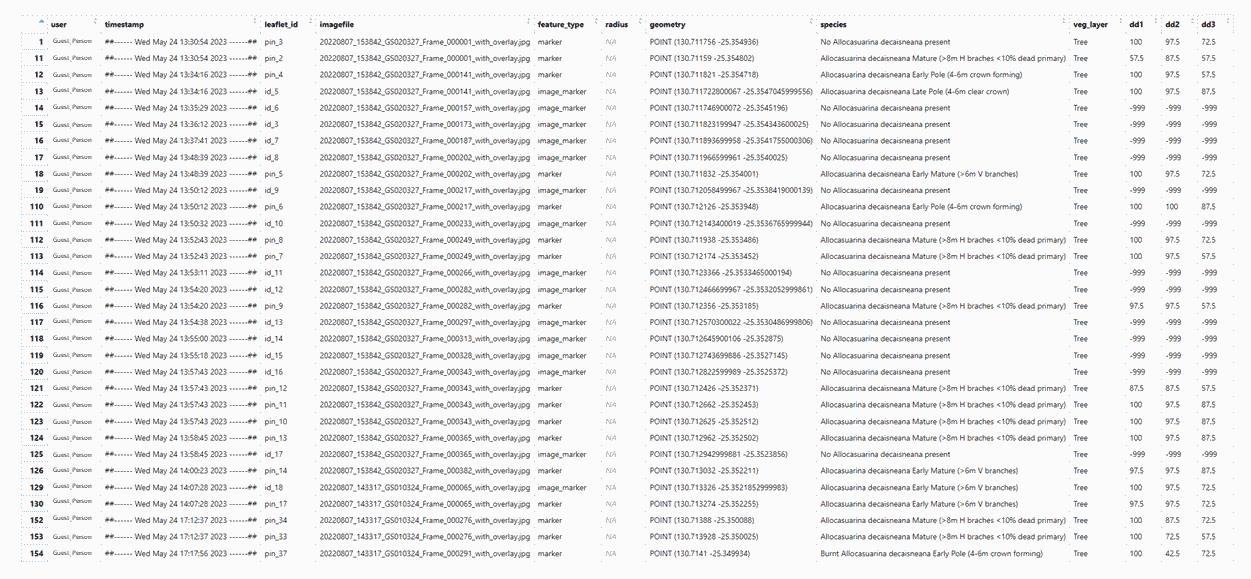 user timestamp leaflet_id imagefile feature_type radius geometry species veg_layer dd1 dd2 dd3
1 Guest_Person ##------ Wed May 24 13:30:54 2023 ------## pin_3 20220807_153842_GS020327_Frame_000001_with_overlay.jpg marker NA POINT (130.711756 -25.354936) No Allocasuarina decaisneana present Tree 100 97.5 72.5
11 Guest_Person ##------ Wed May 24 13:30:54 2023 ------## pin_2 20220807_153842_GS020327_Frame_000001_with_overlay.jpg marker NA POINT (130.71159 -25.354802) Allocasuarina decaisneana Mature (>8m H braches <10% dead primary) Tree 57.5 87.5 57.5
12 Guest_Person ##------ Wed May 24 13:34:16 2023 ------## pin_4 20220807_153842_GS020327_Frame_000141_with_overlay.jpg marker NA POINT (130.711821 -25.354718) Allocasuarina decaisneana Early Pole (4-6m crown forming) Tree 100 97.5 57.5
13 Guest_Person ##------ Wed May 24 13:34:16 2023 ------## id_5 20220807_153842_GS020327_Frame_000141_with_overlay.jpg image_marker NA POINT (130.711722800067 -25.3547045999556) Allocasuarina decaisneana Late Pole (4-6m clear crown) Tree 100 97.5 87.5
14 Guest_Person ##------ Wed May 24 13:35:29 2023 ------## id_6 20220807_153842_GS020327_Frame_000157_with_overlay.jpg image_marker NA POINT (130.711746900072 -25.3545196) No Allocasuarina decaisneana present Tree -999 -999 -999
15 Guest_Person ##------ Wed May 24 13:36:12 2023 ------## id_3 20220807_153842_GS020327_Frame_000173_with_overlay.jpg image_marker NA POINT (130.711823199947 -25.354343600025) No Allocasuarina decaisneana present Tree -999 -999 -999
16 Guest_Person ##------ Wed May 24 13:37:41 2023 ------## id_7 20220807_153842_GS020327_Frame_000187_with_overlay.jpg image_marker NA POINT (130.711893699958 -25.3541755000306) No Allocasuarina decaisneana present Tree -999 -999 -999
17 Guest_Person ##------ Wed May 24 13:48:39 2023 ------## id_8 20220807_153842_GS020327_Frame_000202_with_overlay.jpg image_marker NA POINT (130.711966599961 -25.3540025) No Allocasuarina decaisneana present Tree -999 -999 -999
18 Guest_Person ##------ Wed May 24 13:48:39 2023 ------## pin_5 20220807_153842_GS020327_Frame_000202_with_overlay.jpg marker NA POINT (130.711832 -25.354001) Allocasuarina decaisneana Early Mature (>6m V branches) Tree 100 97.5 72.5
19 Guest_Person ##------ Wed May 24 13:50:12 2023 ------## id_9 20220807_153842_GS020327_Frame_000217_with_overlay.jpg image_marker NA POINT (130.712058499967 -25.3538419000139) No Allocasuarina decaisneana present Tree -999 -999 -999
110 Guest_Person ##------ Wed May 24 13:50:12 2023 ------## pin_6 20220807_153842_GS020327_Frame_000217_with_overlay.jpg marker NA POINT (130.712126 -25.353948) Allocasuarina decaisneana Early Pole (4-6m crown forming) Tree 100 100 87.5
111 Guest_Person ##------ Wed May 24 13:50:32 2023 ------## id_10 20220807_153842_GS020327_Frame_000233_with_overlay.jpg image_marker NA POINT (130.712143400019 -25.3536765999944) No Allocasuarina decaisneana present Tree -999 -999 -999
112 Guest_Person ##------ Wed May 24 13:52:43 2023 ------## pin_8 20220807_153842_GS020327_Frame_000249_with_overlay.jpg marker NA POINT (130.711938 -25.353486) Allocasuarina decaisneana Mature (>8m H braches <10% dead primary) Tree 100 97.5 72.5
113 Guest_Person ##------ Wed May 24 13:52:43 2023 ------## pin_7 20220807_153842_GS020327_Frame_000249_with_overlay.jpg marker NA POINT (130.712174 -25.353452) Allocasuarina decaisneana Mature (>8m H braches <10% dead primary) Tree 100 97.5 57.5
114 Guest_Person ##------ Wed May 24 13:53:11 2023 ------## id_11 20220807_153842_GS020327_Frame_000266_with_overlay.jpg image_marker NA POINT (130.7123366 -25.3533465000194) No Allocasuarina decaisneana present Tree -999 -999 -999
115 Guest_Person ##------ Wed May 24 13:54:20 2023 ------## id_12 20220807_153842_GS020327_Frame_000282_with_overlay.jpg image_marker NA POINT (130.712466699967 -25.3532052999861) No Allocasuarina decaisneana present Tree -999 -999 -999
116 Guest_Person ##------ Wed May 24 13:54:20 2023 ------## pin_9 20220807_153842_GS020327_Frame_000282_with_overlay.jpg marker NA POINT (130.712356 -25.353185) Allocasuarina decaisneana Mature (>8m H braches <10% dead primary) Tree 97.5 97.5 57.5
117 Guest_Person ##------ Wed May 24 13:54:38 2023 ------## id_13 20220807_153842_GS020327_Frame_000297_with_overlay.jpg image_marker NA POINT (130.712570300022 -25.3530486999806) No Allocasuarina decaisneana present Tree -999 -999 -999
118 Guest_Person ##------ Wed May 24 13:55:00 2023 ------## id_14 20220807_153842_GS020327_Frame_000313_with_overlay.jpg image_marker NA POINT (130.712645900106 -25.352875) No Allocasuarina decaisneana present Tree -999 -999 -999
119 Guest_Person ##------ Wed May 24 13:55:18 2023 ------## id_15 20220807_153842_GS020327_Frame_000328_with_overlay.jpg image_marker NA POINT (130.712743699886 -25.3527145) No Allocasuarina decaisneana present Tree -999 -999 -999
120 Guest_Person ##------ Wed May 24 13:57:43 2023 ------## id_16 20220807_153842_GS020327_Frame_000343_with_overlay.jpg image_marker NA POINT (130.712822599989 -25.3525372) No Allocasuarina decaisneana present Tree -999 -999 -999
121 Guest_Person ##------ Wed May 24 13:57:43 2023 ------## pin_12 20220807_153842_GS020327_Frame_000343_with_overlay.jpg marker NA POINT (130.712426 -25.352371) Allocasuarina decaisneana Mature (>8m H braches <10% dead primary) Tree 87.5 87.5 57.5
122 Guest_Person ##------ Wed May 24 13:57:43 2023 ------## pin_11 20220807_153842_GS020327_Frame_000343_with_overlay.jpg marker NA POINT (130.712662 -25.352453) Allocasuarina decaisneana Mature (>8m H braches <10% dead primary) Tree 100 97.5 87.5
123 Guest_Person ##------ Wed May 24 13:57:43 2023 ------## pin_10 20220807_153842_GS020327_Frame_000343_with_overlay.jpg marker NA POINT (130.712625 -25.352512) Allocasuarina decaisneana Mature (>8m H braches <10% dead primary) Tree 100 97.5 87.5
124 Guest_Person ##------ Wed May 24 13:58:45 2023 ------## pin_13 20220807_153842_GS020327_Frame_000365_with_overlay.jpg marker NA POINT (130.712962 -25.352502) Allocasuarina decaisneana Mature (>8m H braches <10% dead primary) Tree 100 97.5 87.5
125 Guest_Person ##------ Wed May 24 13:58:45 2023 ------## id_17 20220807_153842_GS020327_Frame_000365_with_overlay.jpg image_marker NA POINT (130.712942999881 -25.3523856) No Allocasuarina decaisneana present Tree -999 -999 -999
126 Guest_Person ##------ Wed May 24 14:00:23 2023 ------## pin_14 20220807_153842_GS020327_Frame_000382_with_overlay.jpg marker NA POINT (130.713032 -25.352211) Allocasuarina decaisneana Early Mature (>6m V branches) Tree 97.5 97.5 87.5
129 Guest_Person ##------ Wed May 24 14:07:28 2023 ------## id_18 20220807_143317_GS010324_Frame_000065_with_overlay.jpg image_marker NA POINT (130.713326 -25.3521852999983) Allocasuarina decaisneana Early Mature (>6m V branches) Tree 100 97.5 72.5
130 Guest_Person ##------ Wed May 24 14:07:28 2023 ------## pin_17 20220807_143317_GS010324_Frame_000065_with_overlay.jpg marker NA POINT (130.713274 -25.352255) Allocasuarina decaisneana Early Mature (>6m V branches) Tree 97.5 97.5 72.5
152 Guest_Person ##------ Wed May 24 17:12:37 2023 ------## pin_34 20220807_143317_GS010324_Frame_000276_with_overlay.jpg marker NA POINT (130.71388 -25.350088) Allocasuarina decaisneana Mature (>8m H braches <10% dead primary) Tree 100 87.5 72.5
153 Guest_Person ##------ Wed May 24 17:12:37 2023 ------## pin_33 20220807_143317_GS010324_Frame_000276_with_overlay.jpg marker NA POINT (130.713928 -25.350025) Allocasuarina decaisneana Mature (>8m H braches <10% dead primary) Tree 100 72.5 57.5
154 Guest_Person ##------ Wed May 24 17:17:56 2023 ------## pin_37 20220807_143317_GS010324_Frame_000291_with_overlay.jpg marker NA POINT (130.7141 -25.349934) Burnt Allocasuarina decaisneana Early Pole (4-6m crown forming) Tree 100 42.5 72.5